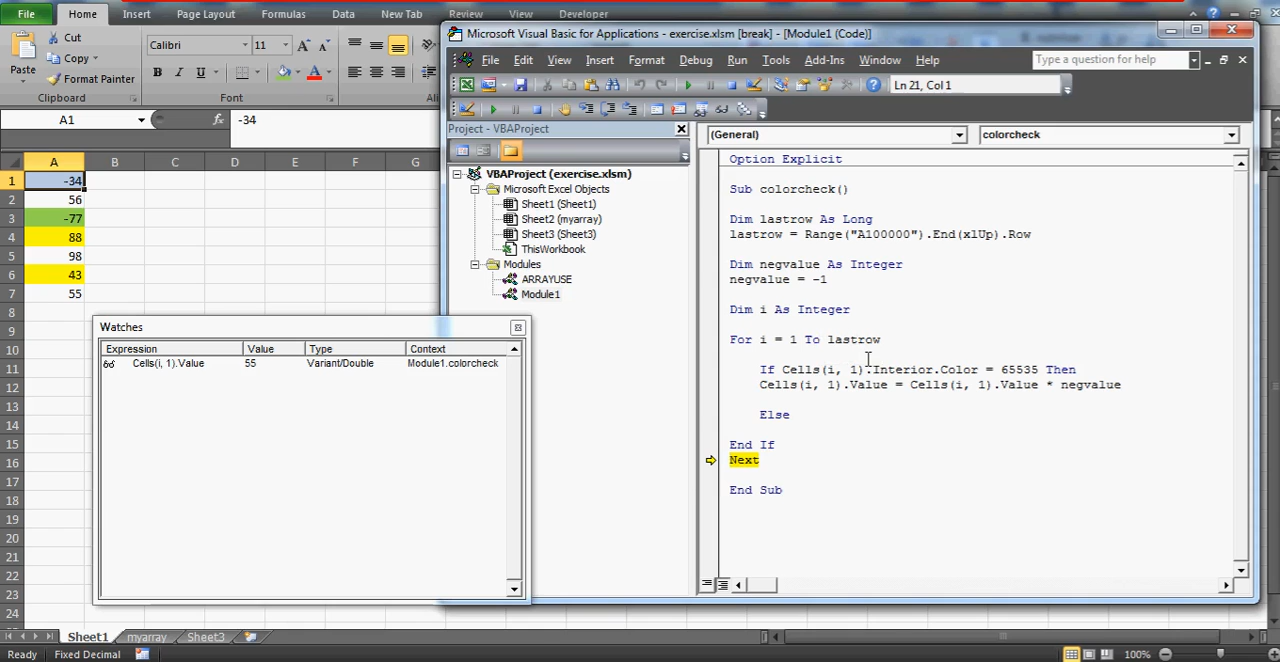 File Home Insert Page Layout Formulas Data New Tab Review View Developer
Cut
Copy
Format Painter
Paste
Clipboard
Calibri 11
B I U
Font
A1 fx -34
A B C D E F G
1 -34
2 56
3 -77
4 88
5 98
6 43
7 55
8
9
10
11
12
13
14
15
16
17
18
19
20
21
22
23
24
Microsoft Visual Basic for Applications - exercise.xlsm [break] - [Module1 (Code)]
File Edit View Insert Format Debug Run Tools Add-Ins Window Help
Type a question for help
Ln 21, Col 1
Project - VBAProject
VBAProject (exercise.xlsm)
Microsoft Excel Objects
Sheet1 (Sheet1)
Sheet2 (myarray)
Sheet3 (Sheet3)
ThisWorkbook
Modules
ARRAYUSE
Module1
(General) colorcheck
Option Explicit
Sub colorcheck()
Dim lastrow As Long
lastrow = Range("A100000").End(xlUp).Row
Dim negvalue As Integer
negvalue = -1
Dim i As Integer
For i = 1 To lastrow
If Cells(i, 1).Interior.Color = 65535 Then
Cells(i, 1).Value = Cells(i, 1).Value * negvalue
Else
End If
Next
End Sub
Watches
Expression Value Type Context
Cells(i, 1).Value 55 Variant/Double Module1.colorcheck
Sheet1 myarray Sheet3
Ready Fixed Decimal 100%